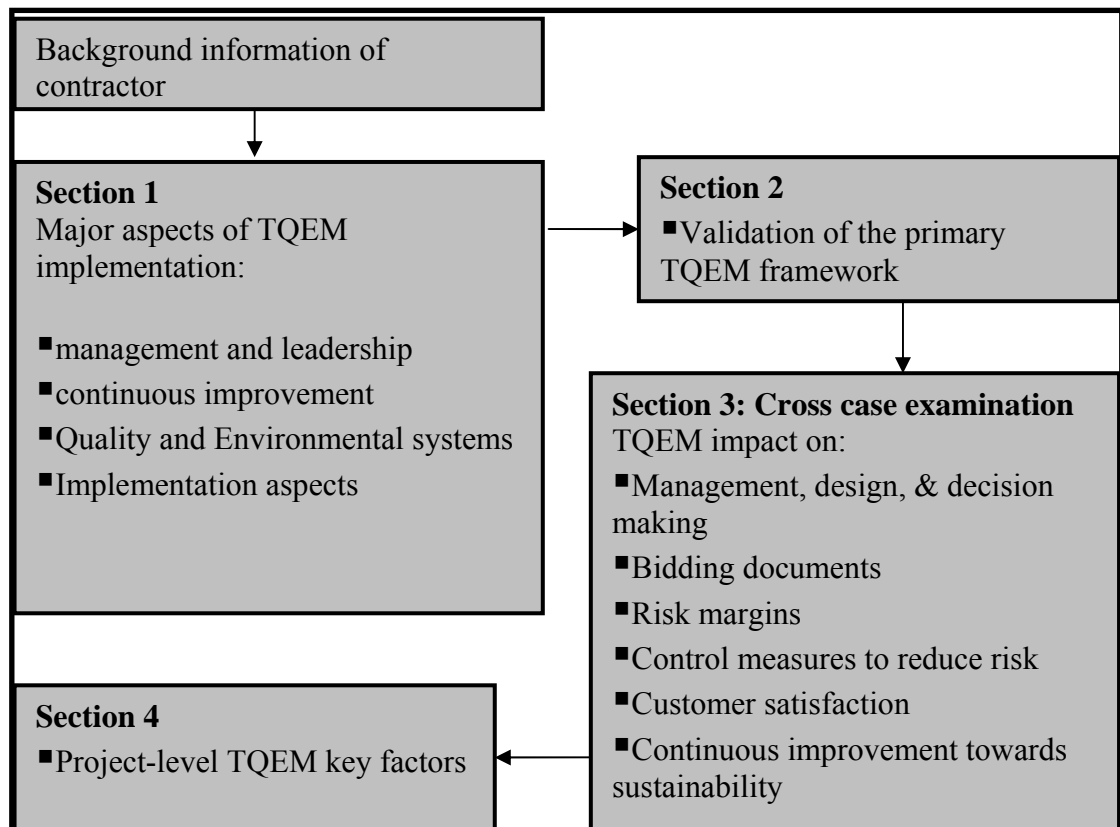 Background information of
contractor
Section 1
Major aspects of TQEM
implementation:
▪management and leadership
▪continuous improvement
▪Quality and Environmental systems
▪Implementation aspects
Section 2
▪Validation of the primary
TQEM framework
Section 3: Cross case examination
TQEM impact on:
▪Management, design, & decision
making
▪Bidding documents
▪Risk margins
▪Control measures to reduce risk
▪Customer satisfaction
▪Continuous improvement towards
sustainability
Section 4
▪Project-level TQEM key factors